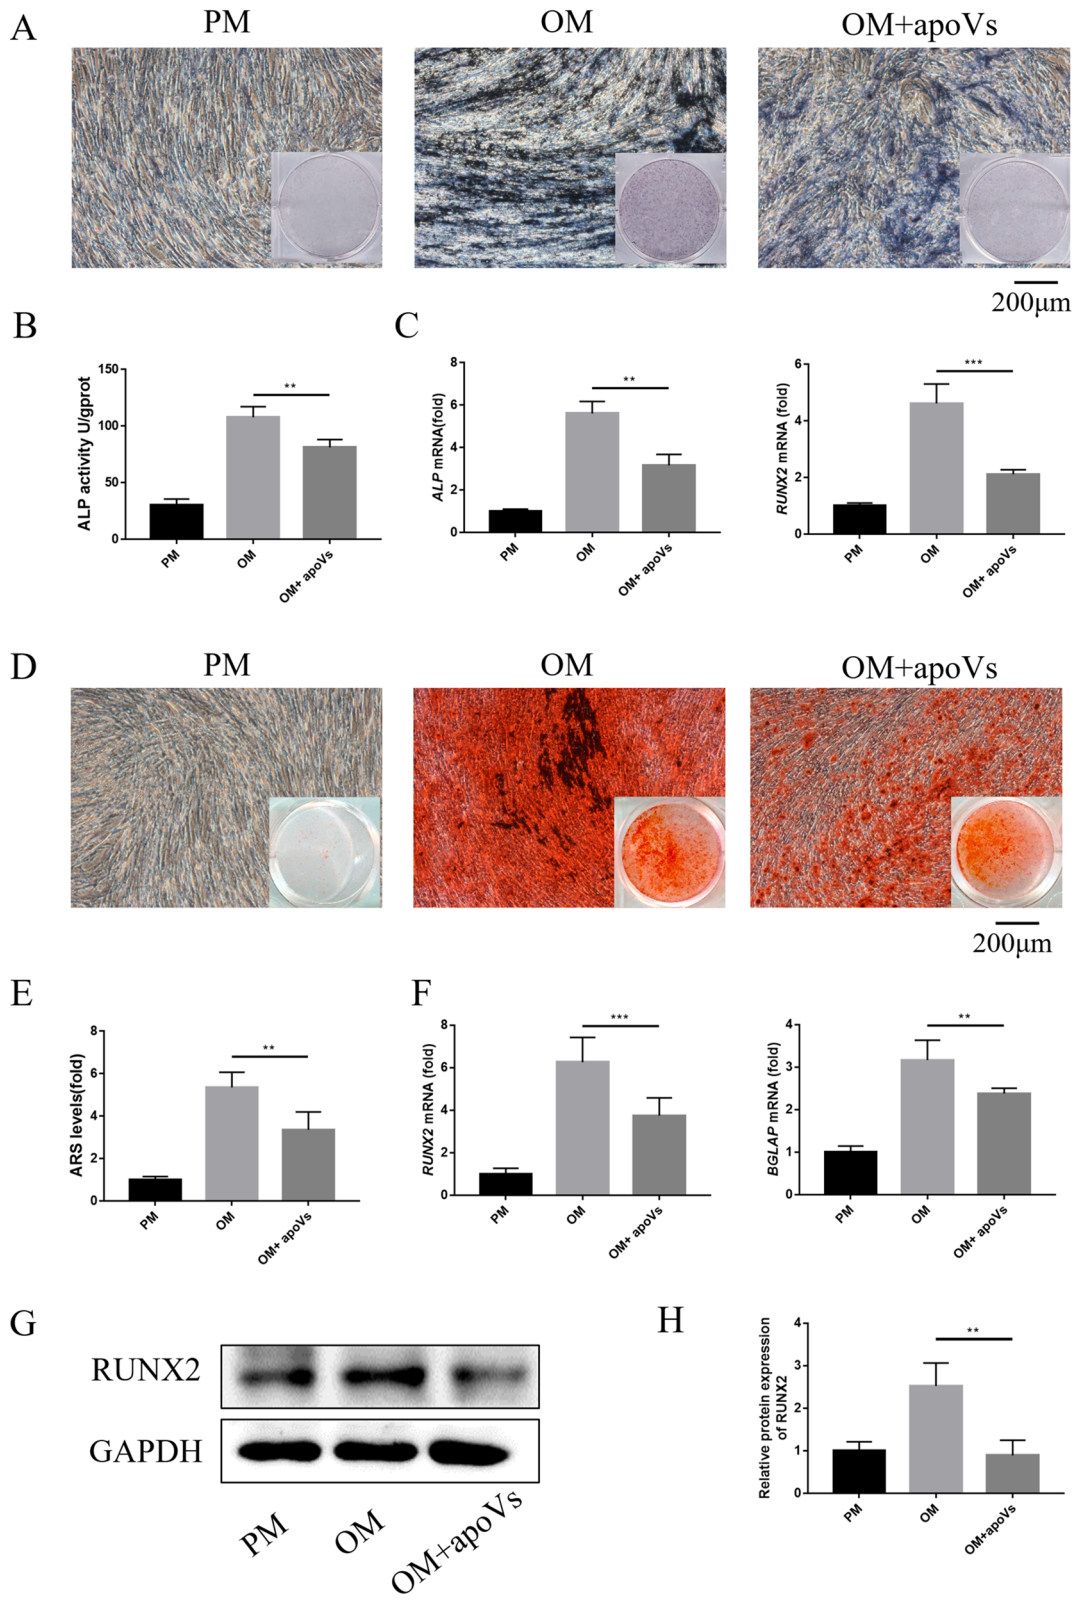 A
PM
OM
OM+apoVs
200μm
B
ALP activity U/gprot
150
100
50
0
**
PM
OM
OM+ apoVs
C
ALP mRNA(fold)
8
6
4
2
0
**
PM
OM
OM+ apoVs
RUNX2 mRNA (fold)
6
4
2
0
***
PM
OM
OM+ apoVs
D
PM
OM
OM+apoVs
200μm
E
ARS levels(fold)
8
6
4
2
0
**
PM
OM
OM+ apoVs
F
RUNX2 mRNA (fold)
8
6
4
2
0
***
PM
OM
OM+ apoVs
BGLAP mRNA (fold)
4
3
2
1
0
**
PM
OM
OM+ apoVs
G
RUNX2
GAPDH
PM
OM
OM+apoVs
H
Relative protein expression
of RUNX2
4
3
2
1
0
**
PM
OM
OM+apoVs